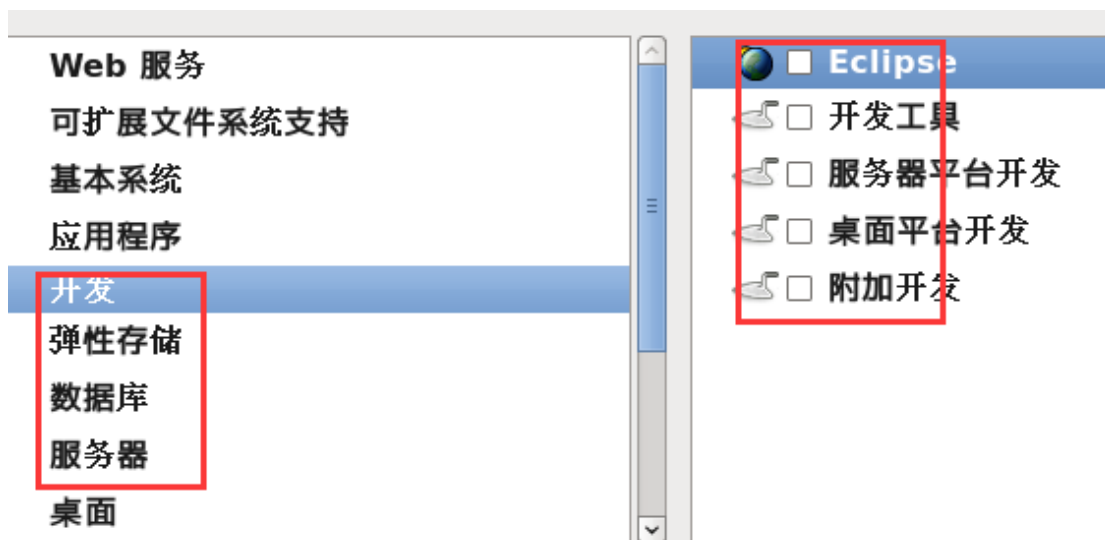 Web 服务
可扩展文件系统支持
基本系统
应用程序
开发
弹性存储
数据库
服务器
桌面
Eclipse
开发工具
服务器平台开发
桌面平台开发
附加开发